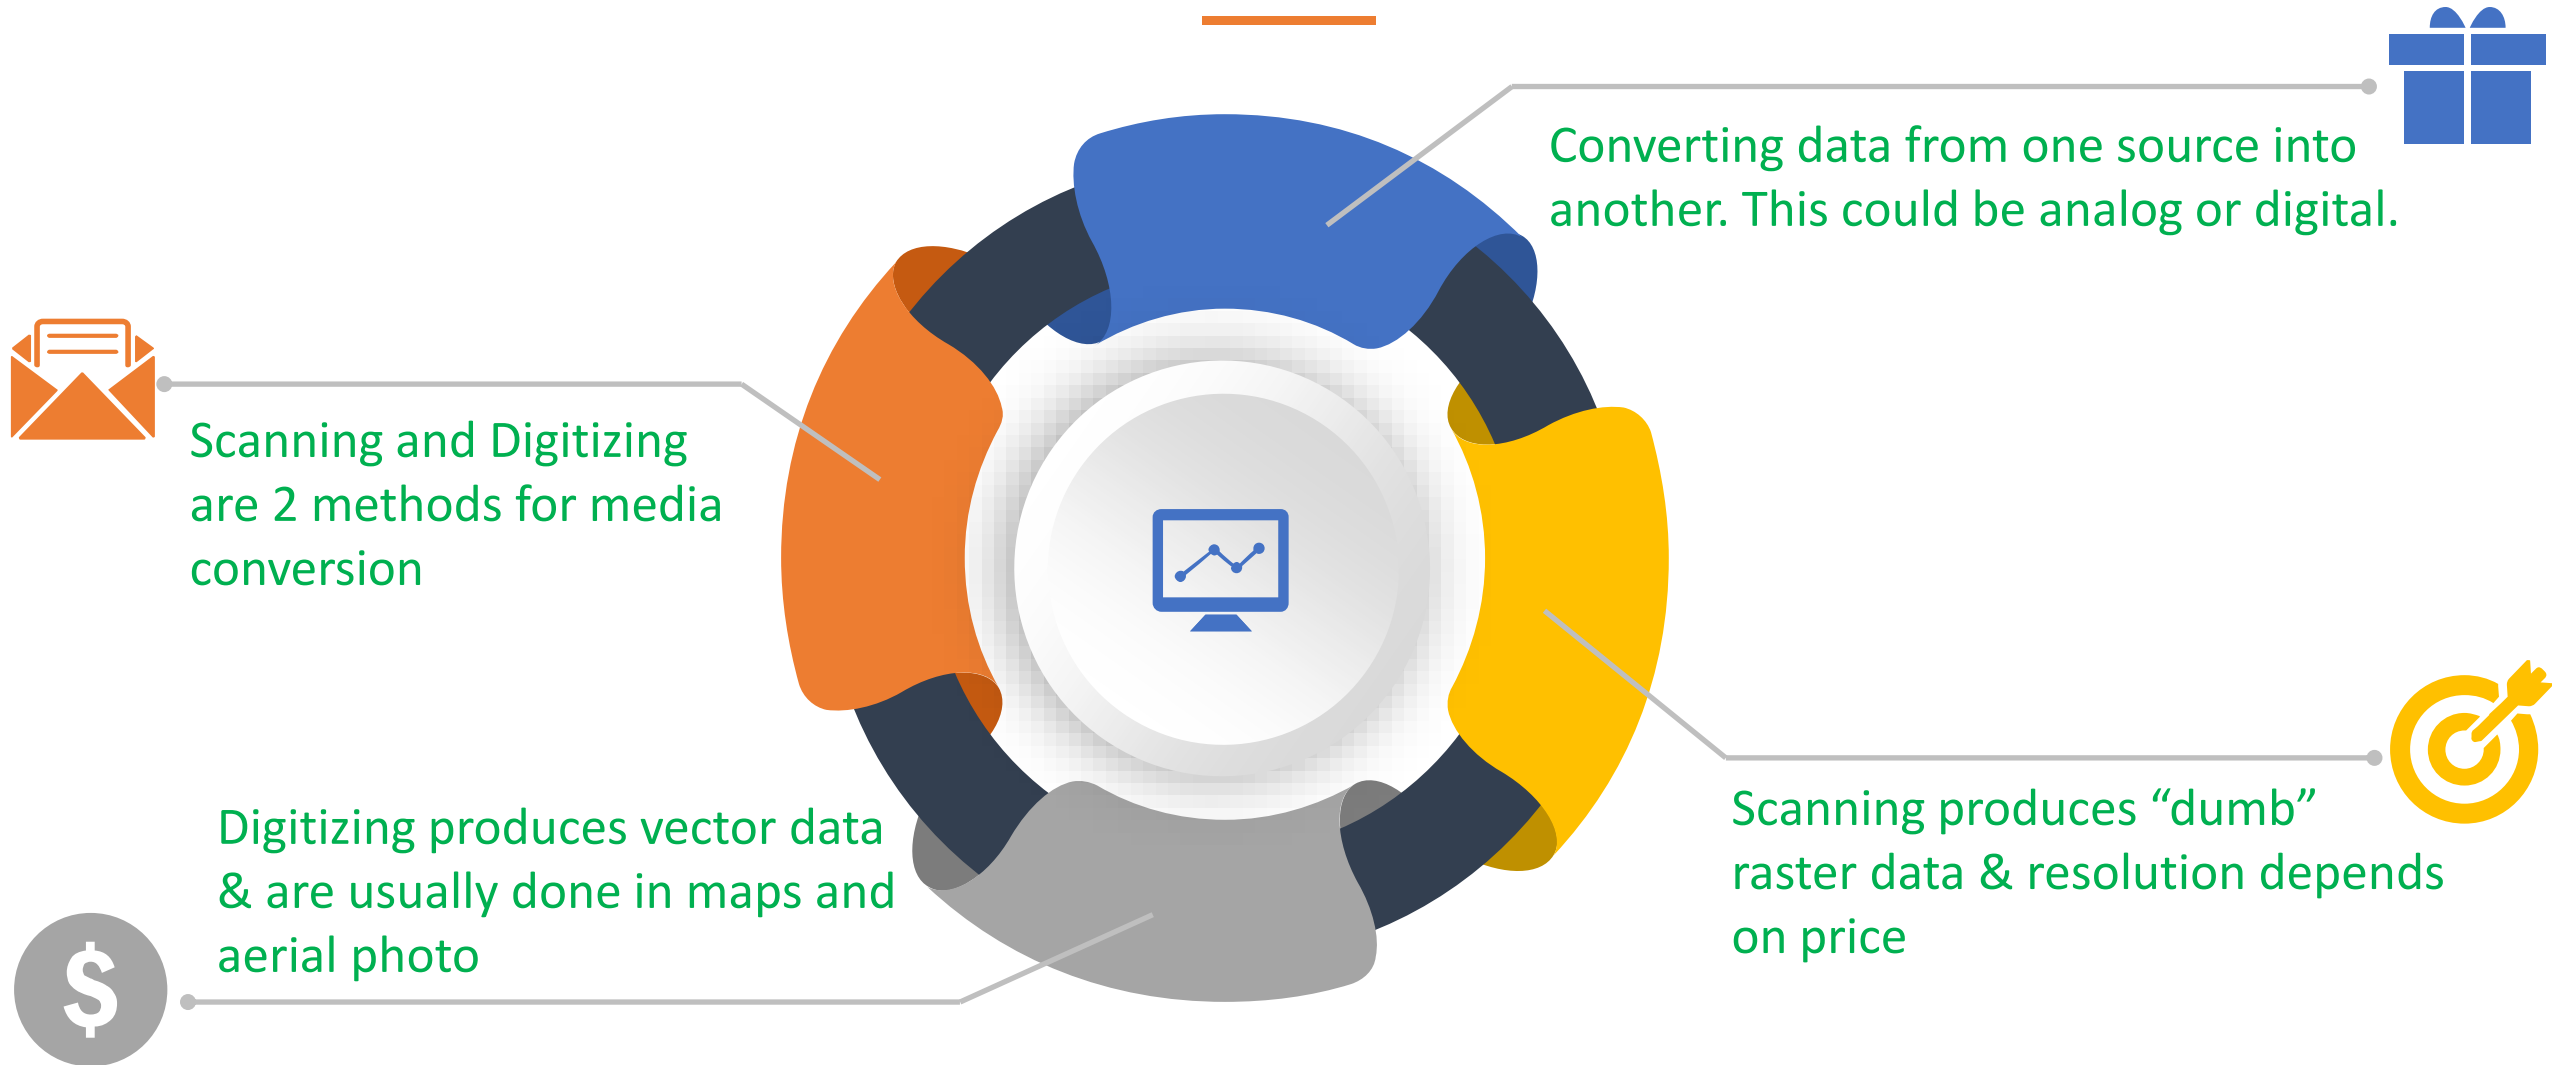 Converting data from one source into
another. This could be analog or digital.
Scanning and Digitizing
are 2 methods for media
conversion
Scanning produces “dumb”
raster data & resolution depends
on price
Digitizing produces vector data
& are usually done in maps and
aerial photo
$